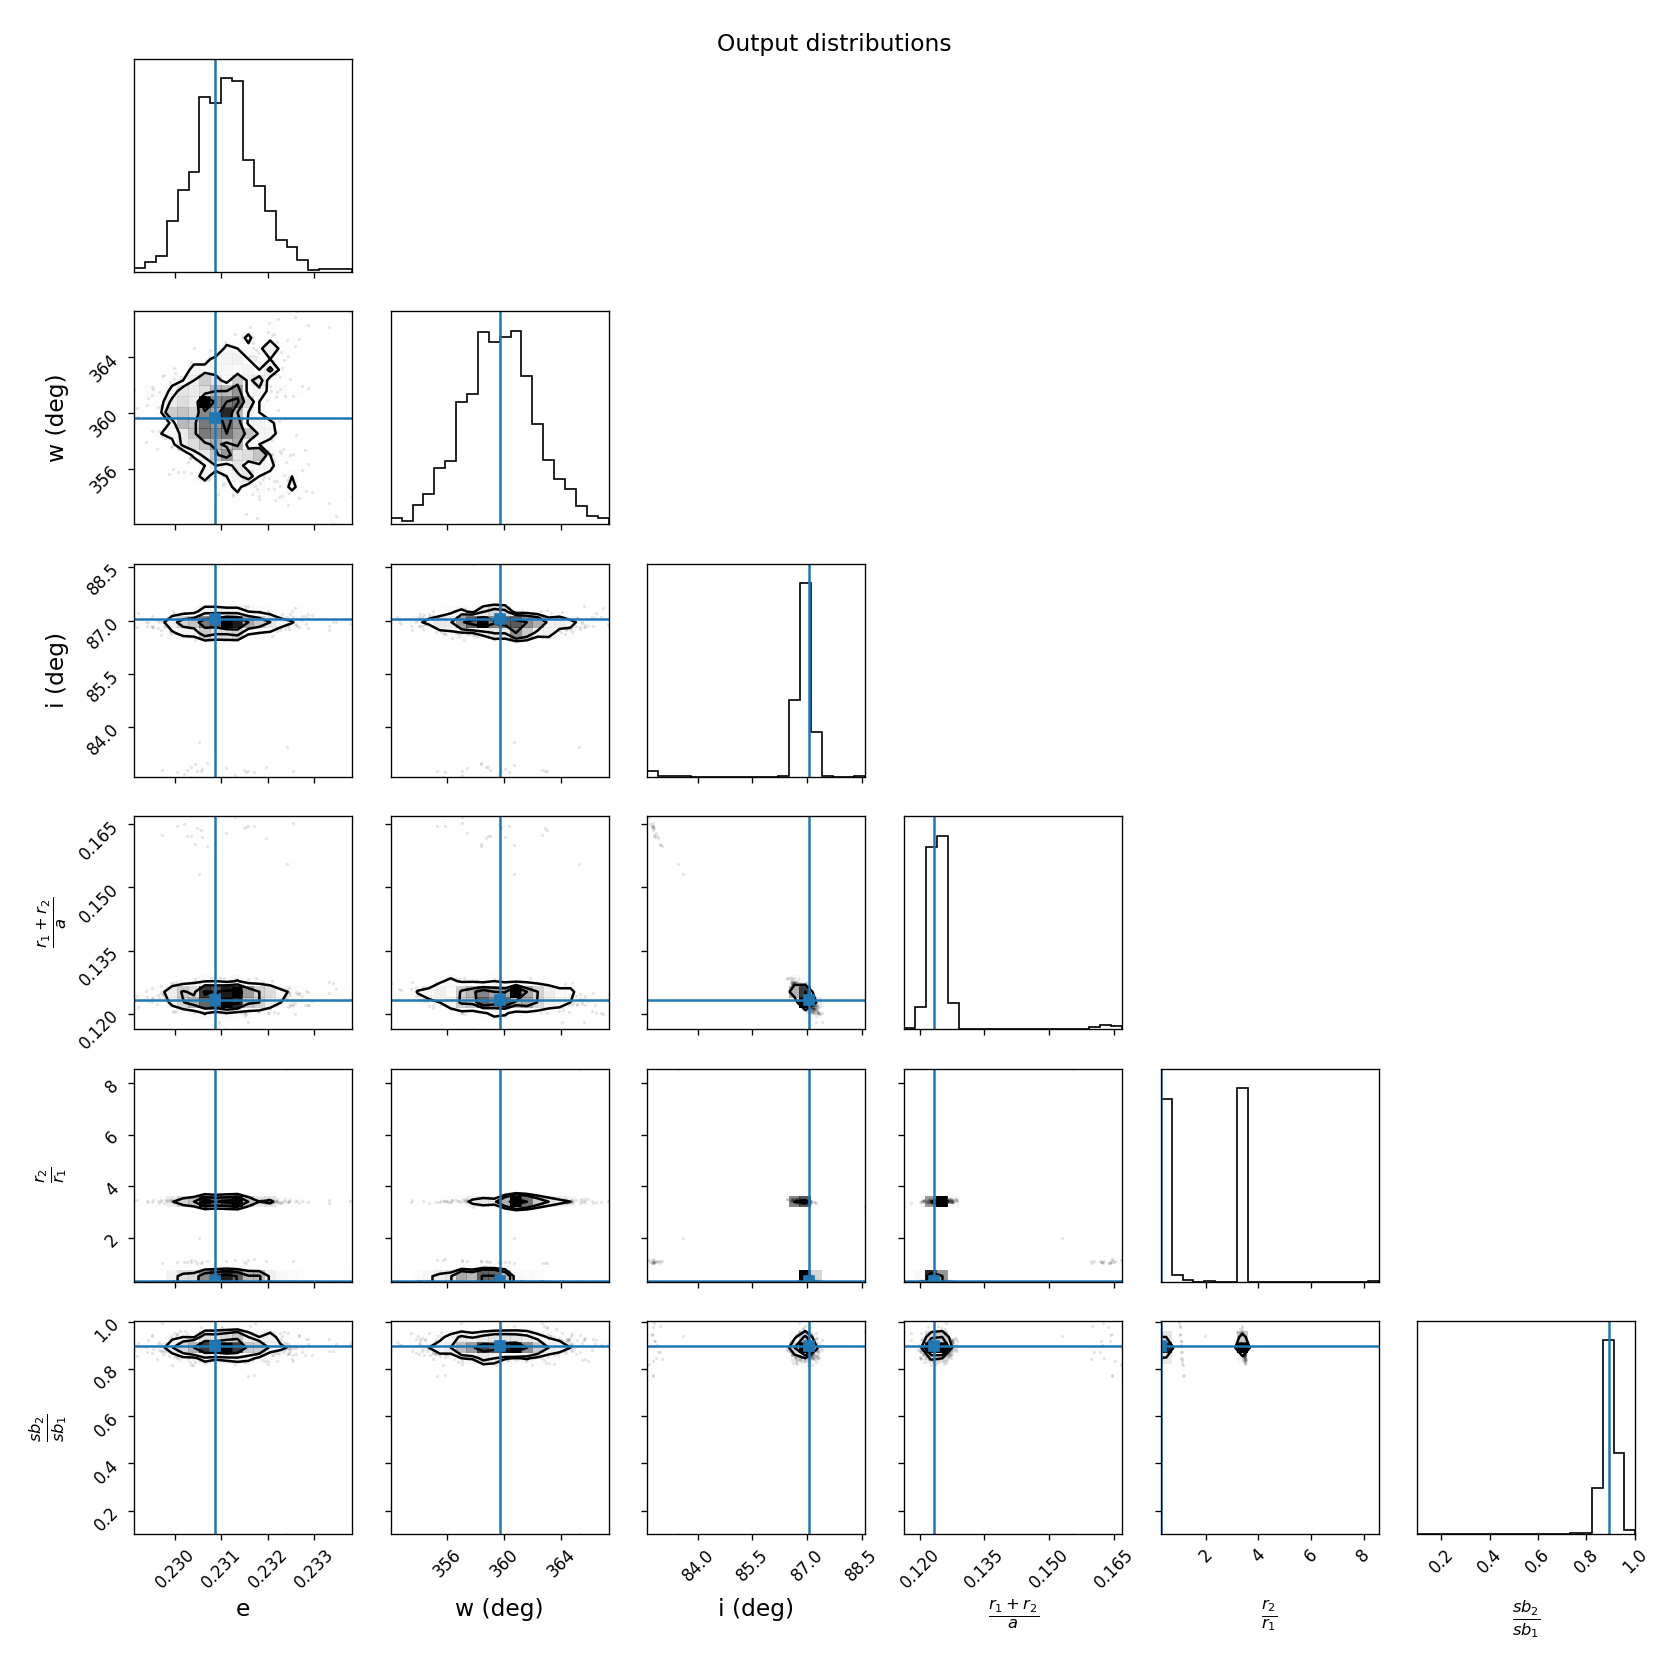 Output distributions
w (deg)
364
360
356
i (deg)
88.5
87.0
85.5
84.0
r₁ + r₂ / a
0.165
0.150
0.135
0.120
r₂ / r₁
8
6
4
2
sb₂ / sb₁
1.0
0.8
0.6
0.4
0.2
0.230 0.231 0.232 0.233
356 360 364
84.0 85.5 87.0 88.5
0.120 0.135 0.150 0.165
2 4 6 8
0.2 0.4 0.6 0.8 1.0
e
w (deg)
i (deg)
r₁ + r₂ / a
r₂ / r₁
sb₂ / sb₁